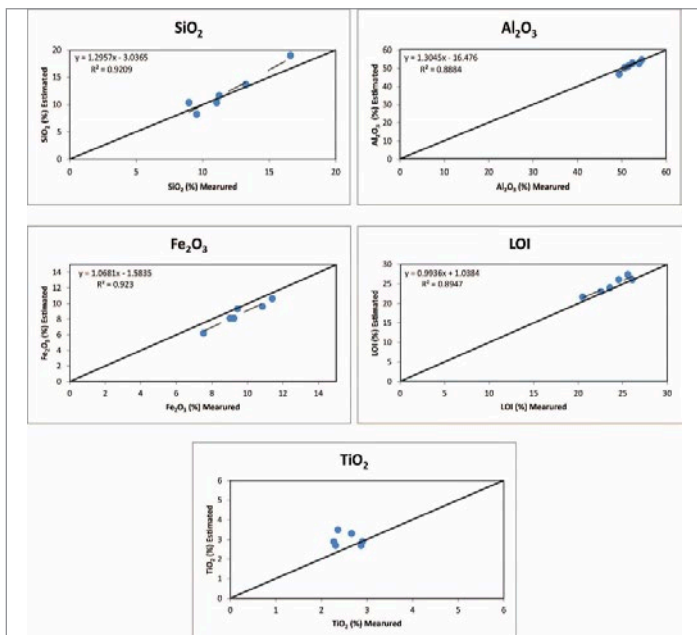 SiO₂
y = 1.2957x - 3.0365
R² = 0.9209
SiO₂ (%) Estimated
20
15
10
5
0
0 5 10 15 20
SiO₂ (%) Mearured
Al₂O₃
y = 1.3045x - 16.476
R² = 0.8884
Al₂O₃ (%) Estimated
60
50
40
30
20
10
0
0 10 20 30 40 50 60
Al₂O₃ (%) Mearured
Fe₂O₃
y = 1.0681x - 1.5835
R² = 0.923
Fe₂O₃ (%) Estimated
14
12
10
8
6
4
2
0
0 2 4 6 8 10 12 14
Fe₂O₃ (%) Mearured
LOI
y = 0.9936x + 1.0384
R² = 0.8947
LOI (%) Estimated
30
25
20
15
10
5
0
0 5 10 15 20 25 30
LOI (%) Mearured
TiO₂
TiO₂ (%) Estimated
6
5
4
3
2
1
0
0 1 2 3 4 5 6
TiO₂ (%) Mearured